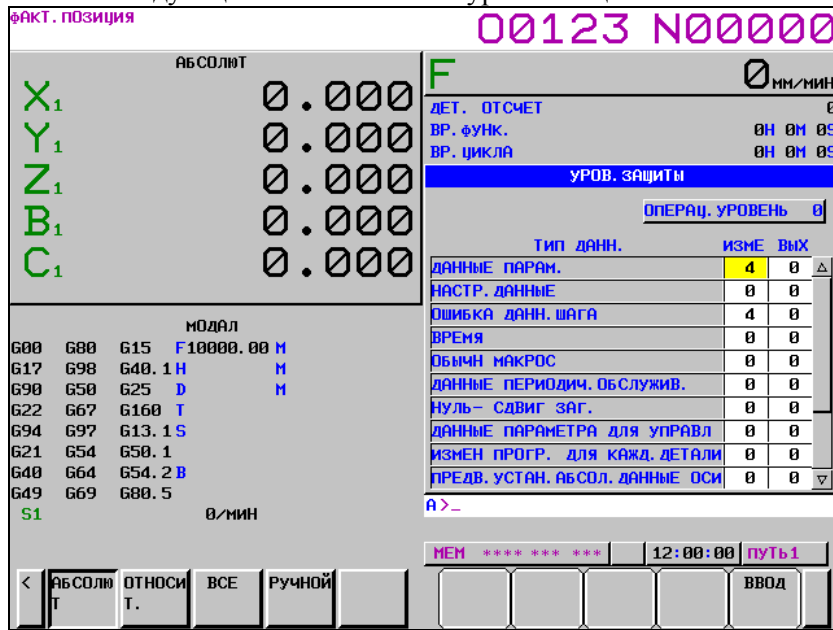 ФАКТ. ПОЗИЦИЯ
O0123 N00000
АБСОЛЮТ
X1 0.000
Y1 0.000
Z1 0.000
B1 0.000
C1 0.000
F 0 ММ/МИН
ДЕТ. ОТСЧЕТ 0
ВР. ФУНК. 0H 0M 0S
ВР. ЦИКЛА 0H 0M 0S
УРОВ. ЗАЩИТЫ
ОПЕРАЦ. УРОВЕНЬ 0
ТИП ДАНН. ИЗМЕ ВЫХ
ДАННЫЕ ПАРАМ. 4 0
НАСТР. ДАННЫЕ 0 0
ОШИБКА ДАНН. ШАГА 4 0
ВРЕМЯ 0 0
ОБЫЧН МАКРОС 0 0
ДАННЫЕ ПЕРИОДИЧ. ОБСЛУЖИВ. 0 0
НУЛЬ- СДВИГ ЗАГ. 0 0
ДАННЫЕ ПАРАМЕТРА ДЛЯ УПРАВЛ 0 0
ИЗМЕН ПРОГР. ДЛЯ КАЖД. ДЕТАЛИ 0 0
ПРЕДВ. УСТАН. АБСОЛ. ДАННЫЕ ОСИ 0 0
МОДАЛ
G00 G80 G15 F10000.00 M
G17 G98 G40.1 H M
G90 G50 G25 D M
G22 G67 G160 T
G94 G97 G13.1 S
G21 G54 G50.1
G40 G64 G54.2 B
G49 G69 G80.5
S1 0/МИН
A>_
MEM **** *** *** 12:00:00 ПУТЬ1
< АБСОЛЮ
Т ОТНОСИ
Т. ВСЕ РУЧНОЙ ВВОД